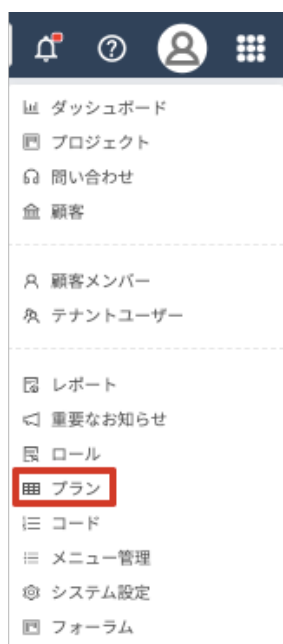 ダッシュボード
プロジェクト
問い合わせ
顧客
顧客メンバー
テナントユーザー
レポート
重要なお知らせ
ロール
プラン
コード
メニュー管理
システム設定
フォーラム